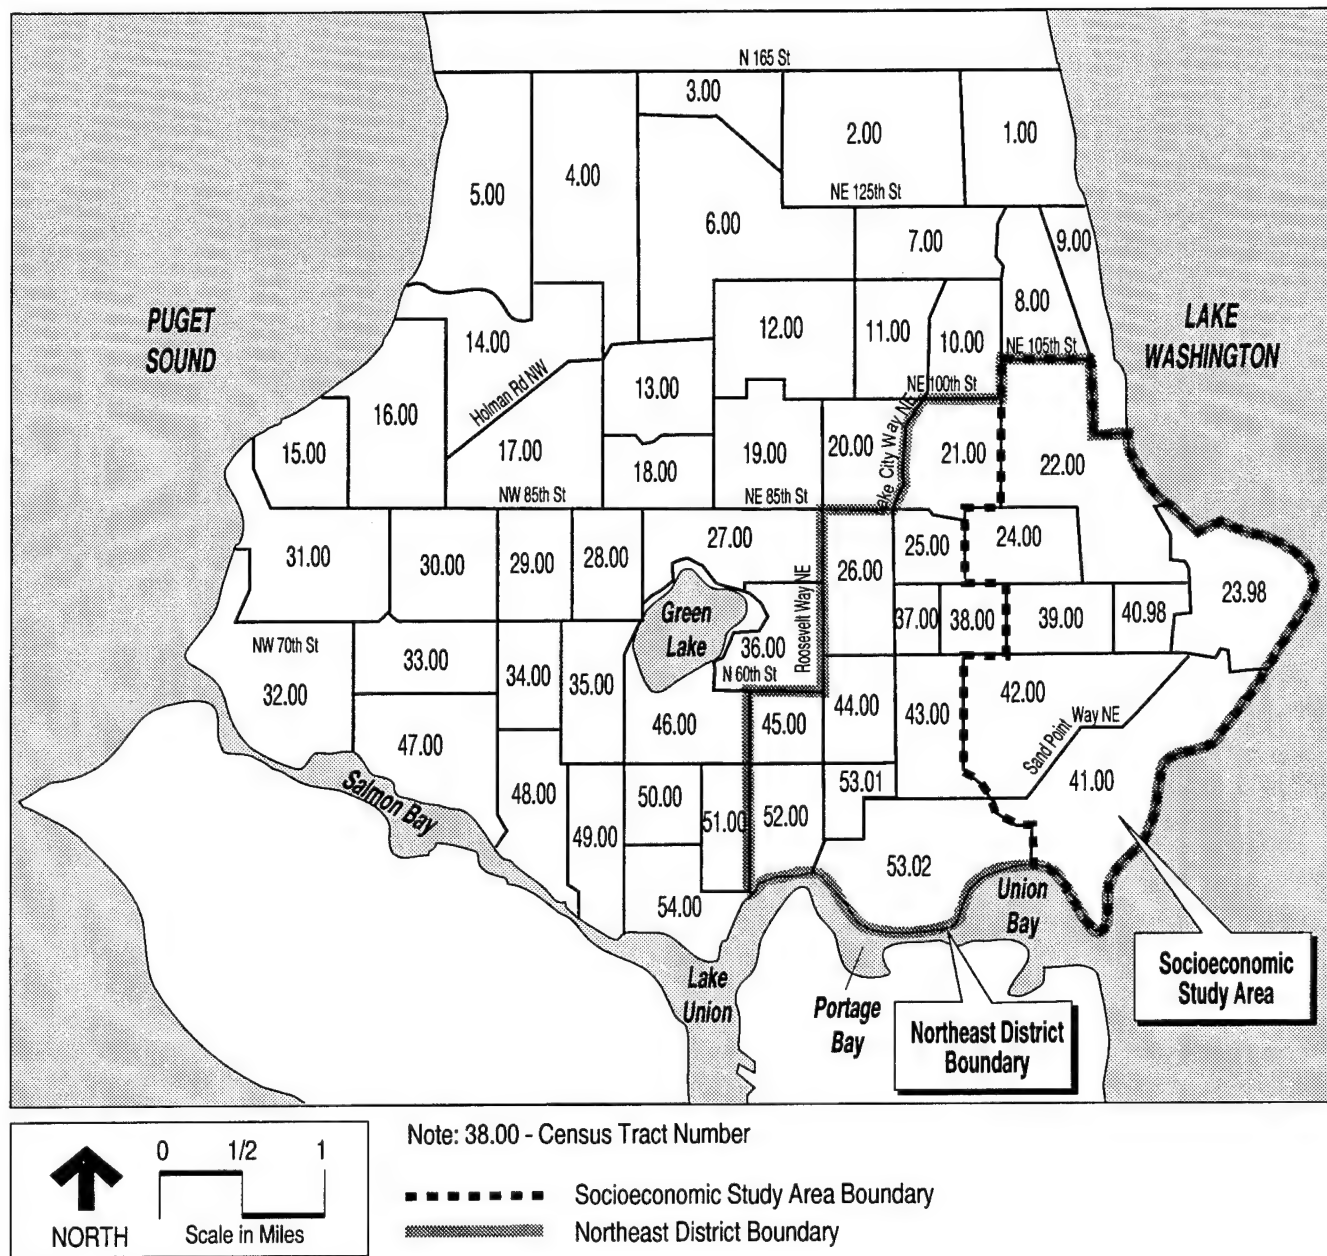 N 165 St
3.00
2.00
1.00
5.00
4.00
NE 125th St
6.00
7.00
9.00
8.00
PUGET
SOUND
LAKE
WASHINGTON
14.00
12.00
11.00
10.00
NE 105th St
Holman Rd NW
13.00
NE 100th St
16.00
15.00
17.00
18.00
19.00
20.00
Lake City Way NE
21.00
22.00
NW 85th St
NE 85th St
31.00
30.00
29.00
28.00
27.00
26.00
25.00
24.00
23.98
Roosevelt Way NE
Green
Lake
37.00
38.00
39.00
40.98
NW 70th St
33.00
34.00
35.00
36.00
N 60th St
32.00
46.00
45.00
44.00
43.00
42.00
Sand Point Way NE
47.00
41.00
Salmon Bay
48.00
49.00
50.00
51.00
52.00
53.01
53.02
54.00
Union
Bay
Socioeconomic
Study Area
Lake
Union
Portage
Bay
Northeast District
Boundary
0 1/2 1
NORTH
Scale in Miles
Note: 38.00 - Census Tract Number
Socioeconomic Study Area Boundary
Northeast District Boundary